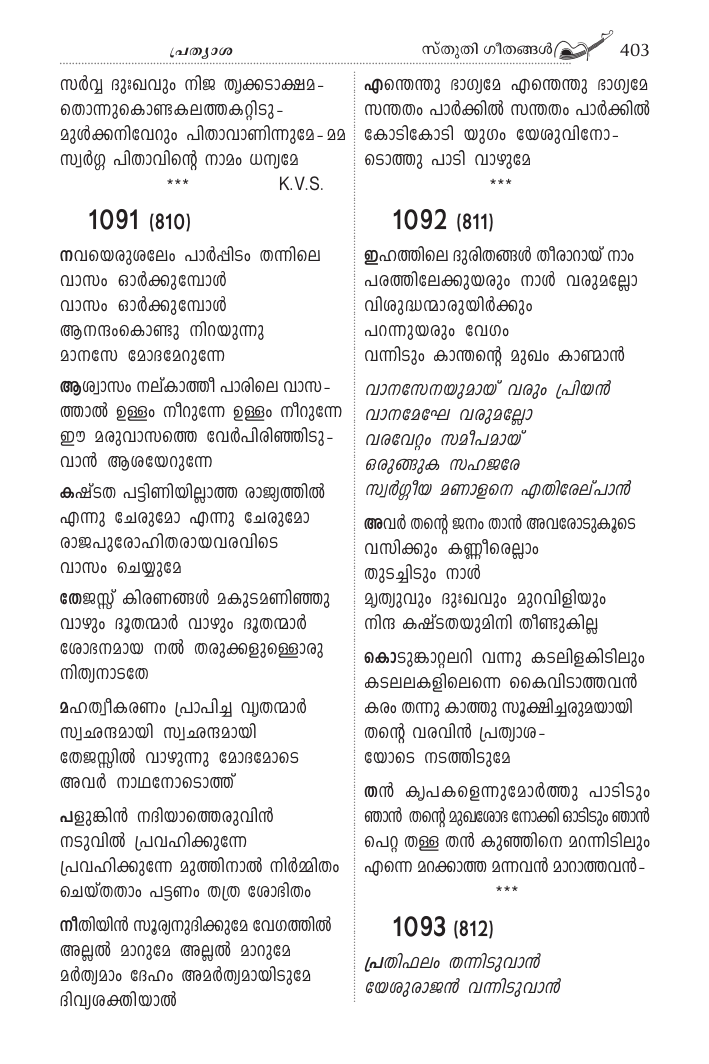 പ്രത്യാശ
സ്തുതി ഗീതങ്ങൾ 403
സർവ്വ ദുഃഖവും നിജ തൃക്കടാക്ഷമ-
തൊന്നുകൊണ്ടകലത്തകറ്റിടു-
മുൾക്കനിവേറും പിതാവാണിന്നുമേ-മമ
സ്വർഗ്ഗ പിതാവിന്റെ നാമം ധന്യമേ
*** K.V.S.
1091 (810)
നവയെരുശലേം പാർപ്പിടം തന്നിലെ
വാസം ഓർക്കുമ്പോൾ
വാസം ഓർക്കുമ്പോൾ
ആനന്ദംകൊണ്ടു നിറയുന്നു
മാനസേ മോദമേറുന്നേ
ആശ്വാസം നല്കാത്തീ പാരിലെ വാസ-
ത്താൽ ഉള്ളം നീറുന്നേ ഉള്ളം നീറുന്നേ
ഈ മരുവാസത്തെ വേർപിരിഞ്ഞിടു-
വാൻ ആശയേറുന്നേ
കഷ്ടത പട്ടിണിയില്ലാത്ത രാജ്യത്തിൽ
എന്നു ചേരുമോ എന്നു ചേരുമോ
രാജപുരോഹിതരായവരവിടെ
വാസം ചെയ്യുമേ
തേജസ്സ് കിരണങ്ങൾ മകുടമണിഞ്ഞു
വാഴും ദൂതന്മാർ വാഴും ദൂതന്മാർ
ശോഭനമായ നൽ തരുക്കളുള്ളൊരു
നിത്യനാടതേ
മഹത്വീകരണം പ്രാപിച്ച വൃതന്മാർ
സ്വഛന്ദമായി സ്വഛന്ദമായി
തേജസ്സിൽ വാഴുന്നു മോദമോടെ
അവർ നാഥനോടൊത്ത്
പളുങ്കിൻ നദിയാത്തെരുവിൻ
നടുവിൽ പ്രവഹിക്കുന്നേ
പ്രവഹിക്കുന്നേ മുത്തിനാൽ നിർമ്മിതം
ചെയ്തതാം പട്ടണം തത്ര ശോഭിതം
നീതിയിൻ സൂര്യനുദിക്കുമേ വേഗത്തിൽ
അല്ലൽ മാറുമേ അല്ലൽ മാറുമേ
മർത്യമാം ദേഹം അമർത്യമായിടുമേ
ദിവ്യശക്തിയാൽ
എന്തെന്തു ഭാഗ്യമേ എന്തെന്തു ഭാഗ്യമേ
സന്തതം പാർക്കിൽ സന്തതം പാർക്കിൽ
കോടികോടി യുഗം യേശുവിനോ-
ടൊത്തു പാടി വാഴുമേ
***
1092 (811)
ഇഹത്തിലെ ദുരിതങ്ങൾ തീരാറായ് നാം
പരത്തിലേക്കുയരും നാൾ വരുമല്ലോ
വിശുദ്ധന്മാരുയിർക്കും
പറന്നുയരും വേഗം
വന്നിടും കാന്തന്റെ മുഖം കാണ്മാൻ
വാനസേനയുമായ് വരും പ്രിയൻ
വാനമേഘേ വരുമല്ലോ
വരവേറ്റം സമീപമായ്
ഒരുങ്ങുക സഹജരേ
സ്വർഗ്ഗീയ മണാളനെ എതിരേല്പാൻ
അവർ തന്റെ ജനം താൻ അവരോടുകൂടെ
വസിക്കും കണ്ണീരെല്ലാം
തുടച്ചിടും നാൾ
മൃത്യുവും ദുഃഖവും മുറവിളിയും
നിന്ദ കഷ്ടതയുമിനി തീണ്ടുകില്ല
കൊടുങ്കാറ്റലറി വന്നു കടലിളകിടിലും
കടലലകളിലെന്നെ കൈവിടാത്തവൻ
കരം തന്നു കാത്തു സൂക്ഷിച്ചരുമയായി
തന്റെ വരവിൻ പ്രത്യാശ-
യോടെ നടത്തിടുമേ
തൻ കൃപകളെന്നുമോർത്തു പാടിടും
ഞാൻ തന്റെ മുഖശോഭ നോക്കി ഓടിടും ഞാൻ
പെറ്റ തള്ള തൻ കുഞ്ഞിനെ മറന്നിടിലും
എന്നെ മറക്കാത്ത മന്നവൻ മാറാത്തവൻ-
***
1093 (812)
പ്രതിഫലം തന്നിടുവാൻ
യേശുരാജൻ വന്നിടുവാൻ